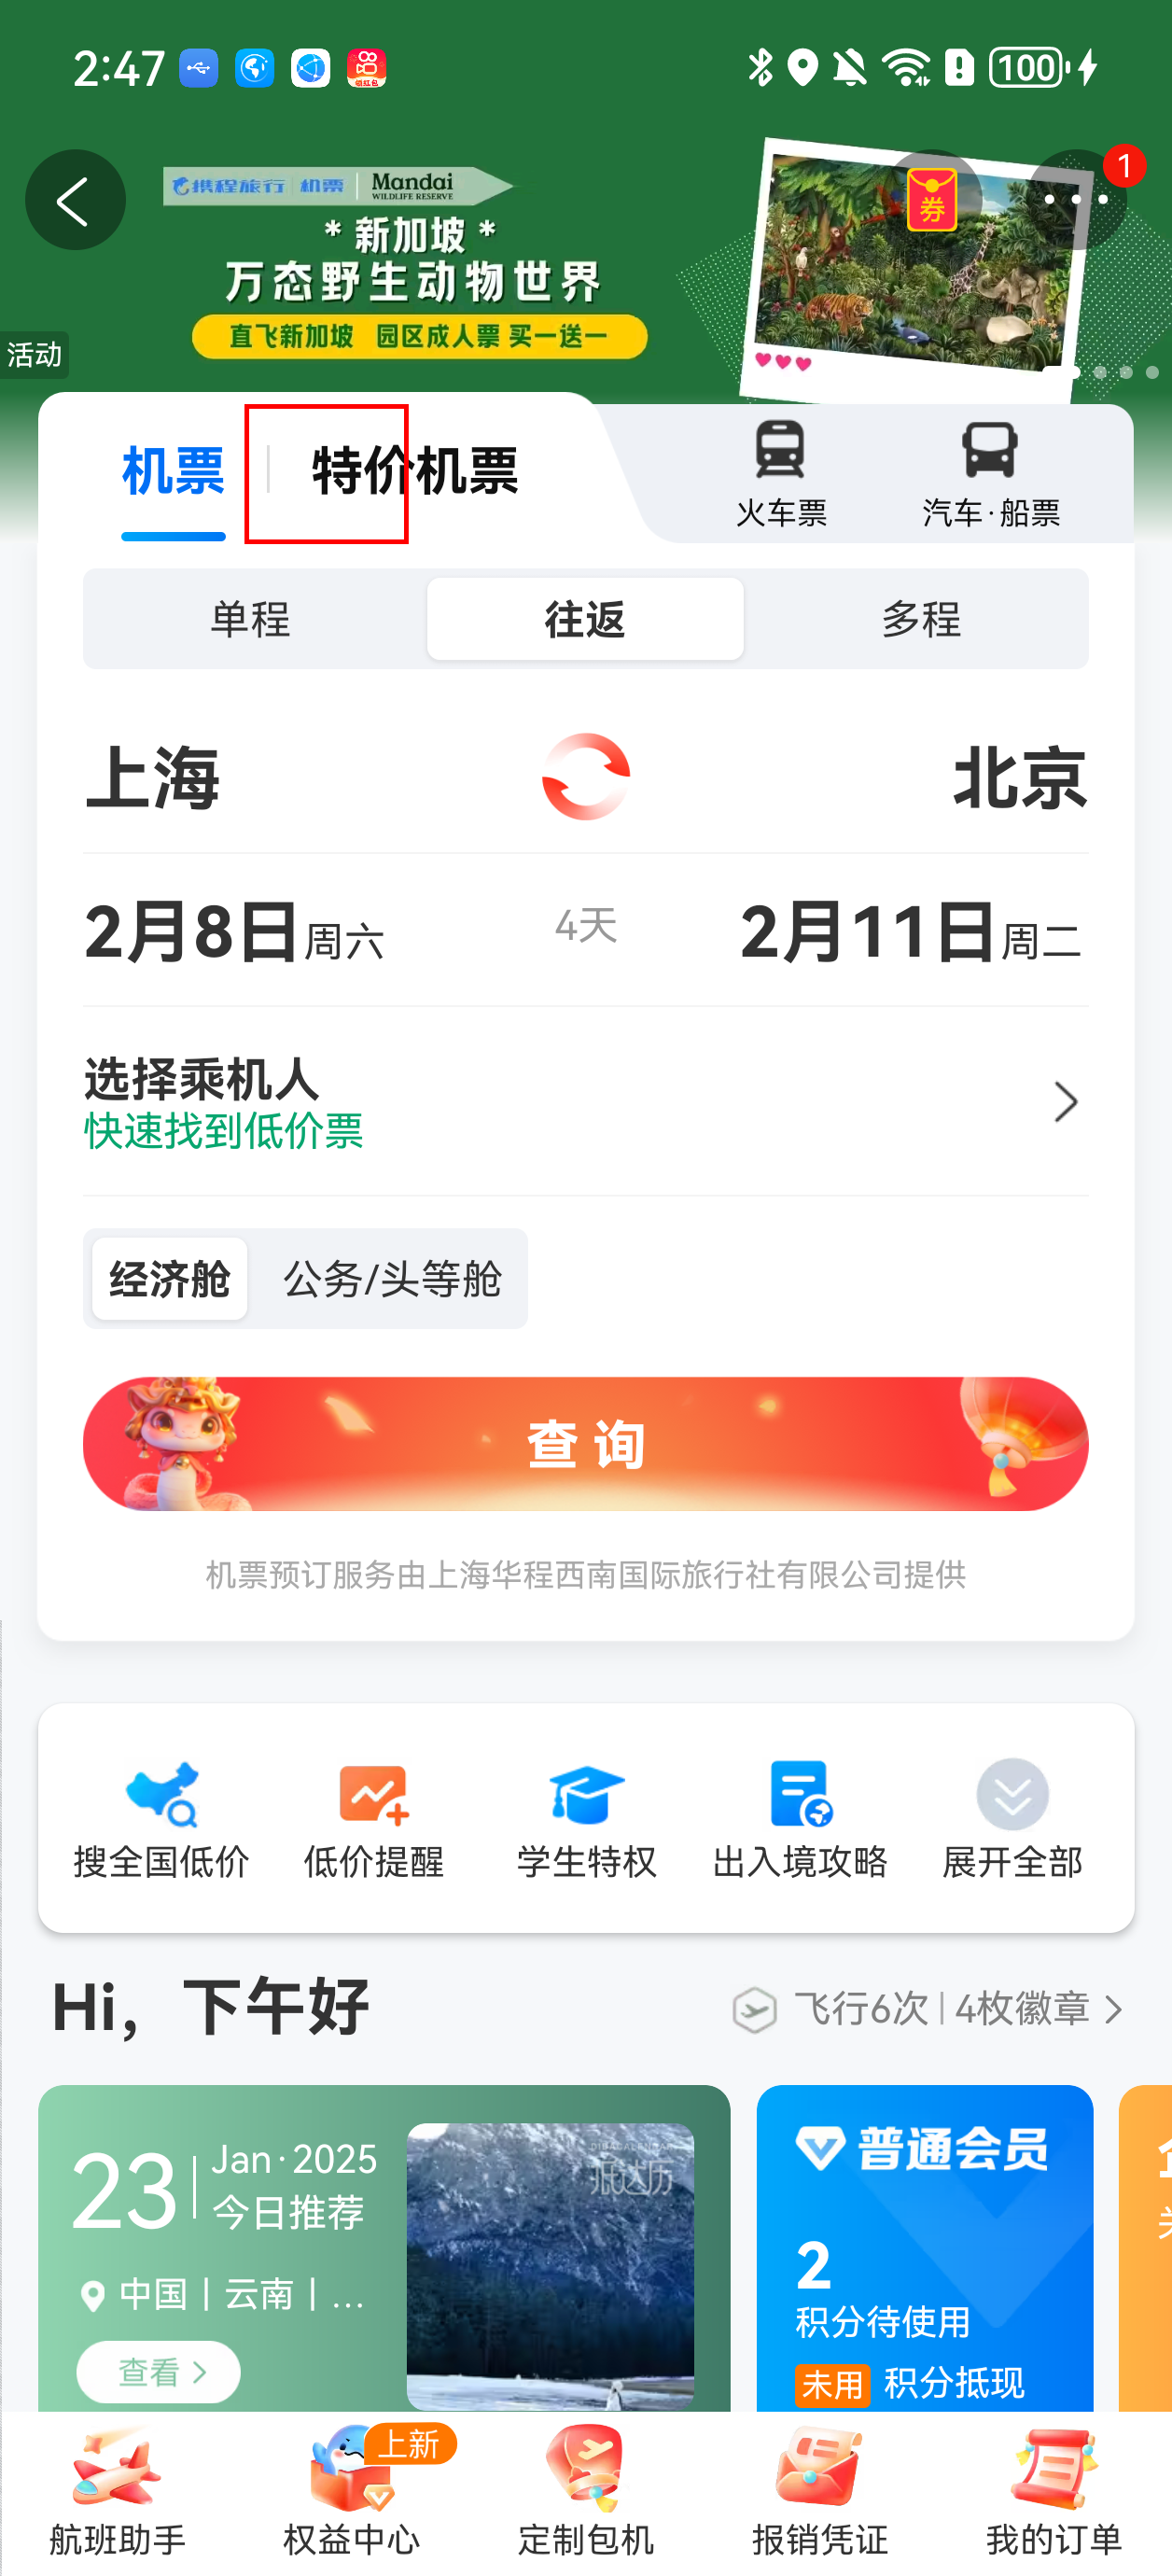 2:47
领红包
100
携程旅行 机票 Mandai
WILDLIFE RESERVE
* 新加坡 *
万态野生动物世界
直飞新加坡 园区成人票 买一送一
券
1
活动
机票 特价机票
火车票 汽车·船票
单程 往返 多程
上海 北京
2月8日周六 4天 2月11日周二
选择乘机人
快速找到低价票
经济舱 公务/头等舱
查询
机票预订服务由上海华程西南国际旅行社有限公司提供
搜全国低价 低价提醒 学生特权 出入境攻略 展开全部
Hi，下午好
飞行6次 4枚徽章
23 Jan·2025
今日推荐
中国丨云南丨...
查看
普通会员
2
积分待使用
未用 积分抵现
上新
航班助手 权益中心 定制包机 报销凭证 我的订单